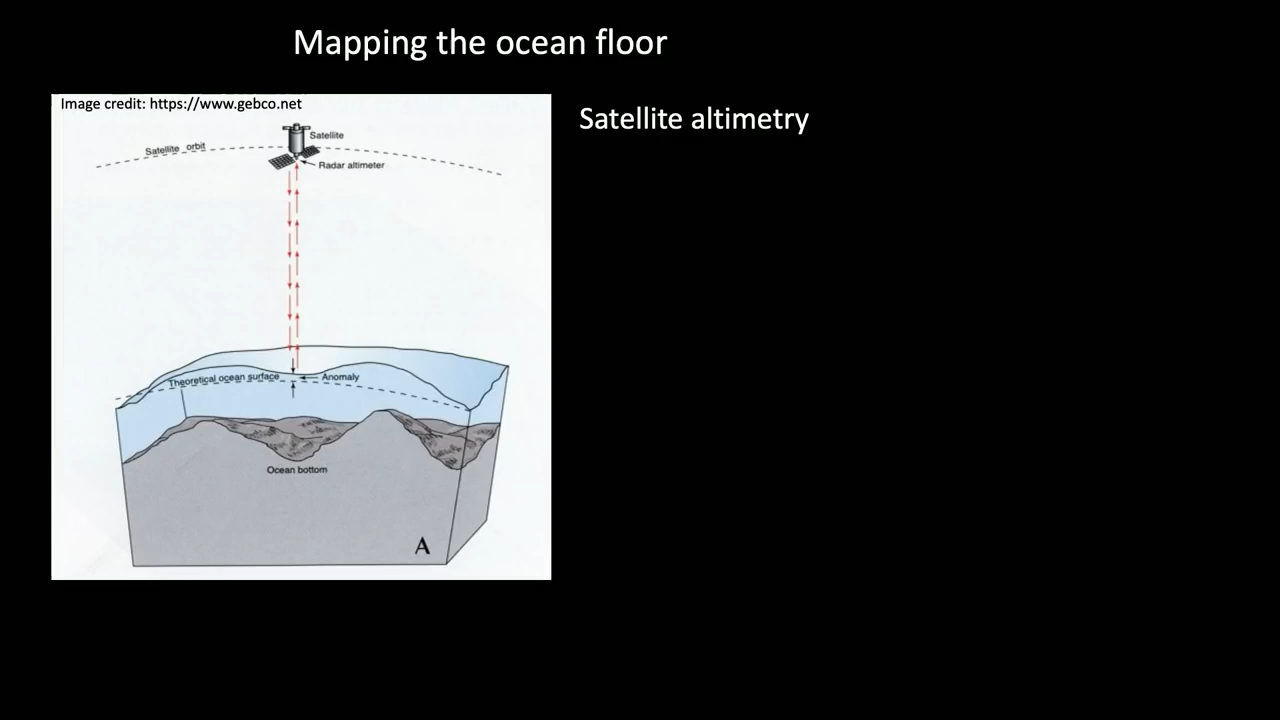 Mapping the ocean floor
Image credit: https://www.gebco.net
Satellite altimetry
Satellite
Satellite orbit
Radar altimeter
Theoretical ocean surface
Anomaly
Ocean bottom
A